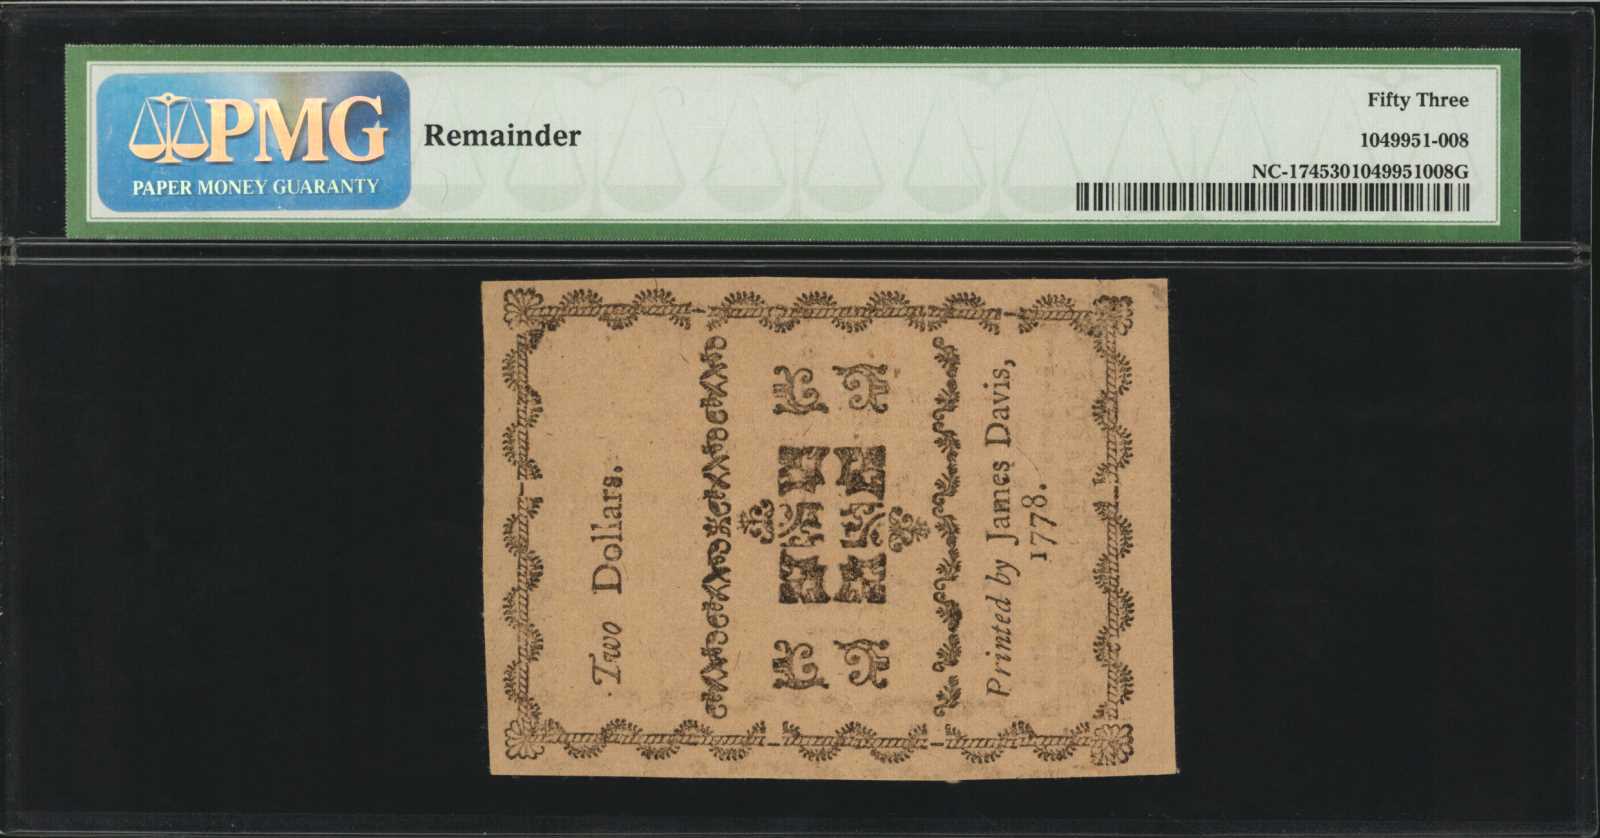 PMG
PAPER MONEY GUARANTY
Remainder
Fifty Three
1049951-008
NC-1745301049951008G
Two Dollars.
Printed by James Davis,
1778.